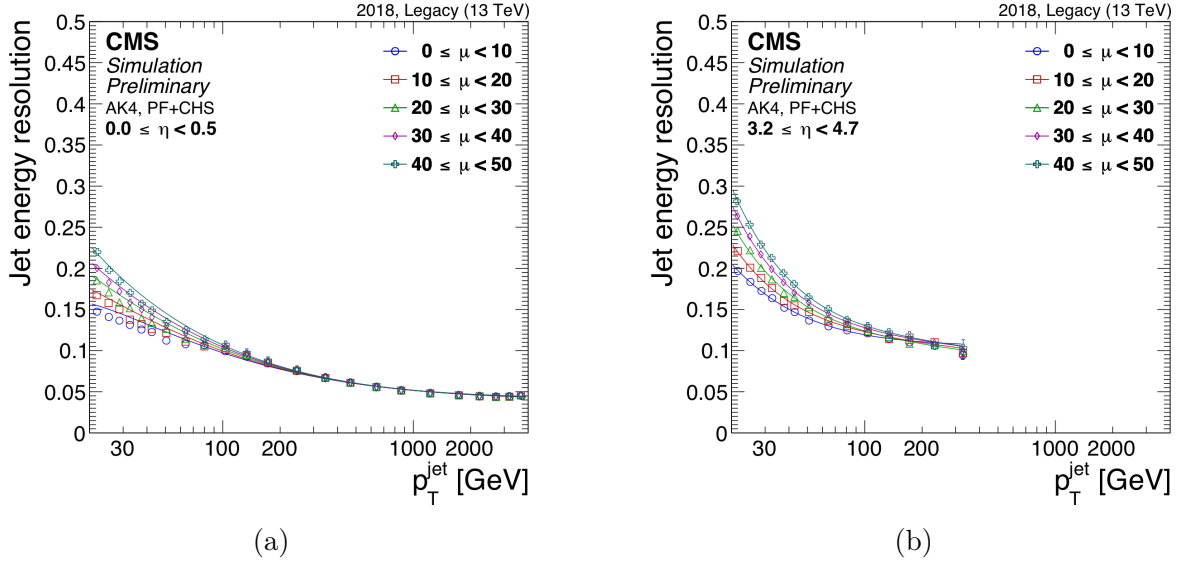 2018, Legacy (13 TeV)
Jet energy resolution
0.5
0.45
0.4
0.35
0.3
0.25
0.2
0.15
0.1
0.05
0
CMS
Simulation
Preliminary
AK4, PF+CHS
0.0 ≤ η < 0.5
0 ≤ μ < 10
10 ≤ μ < 20
20 ≤ μ < 30
30 ≤ μ < 40
40 ≤ μ < 50
30 100 200 1000 2000
p_T^jet [GeV]
(a)
2018, Legacy (13 TeV)
Jet energy resolution
0.5
0.45
0.4
0.35
0.3
0.25
0.2
0.15
0.1
0.05
0
CMS
Simulation
Preliminary
AK4, PF+CHS
3.2 ≤ η < 4.7
0 ≤ μ < 10
10 ≤ μ < 20
20 ≤ μ < 30
30 ≤ μ < 40
40 ≤ μ < 50
30 100 200 1000 2000
p_T^jet [GeV]
(b)